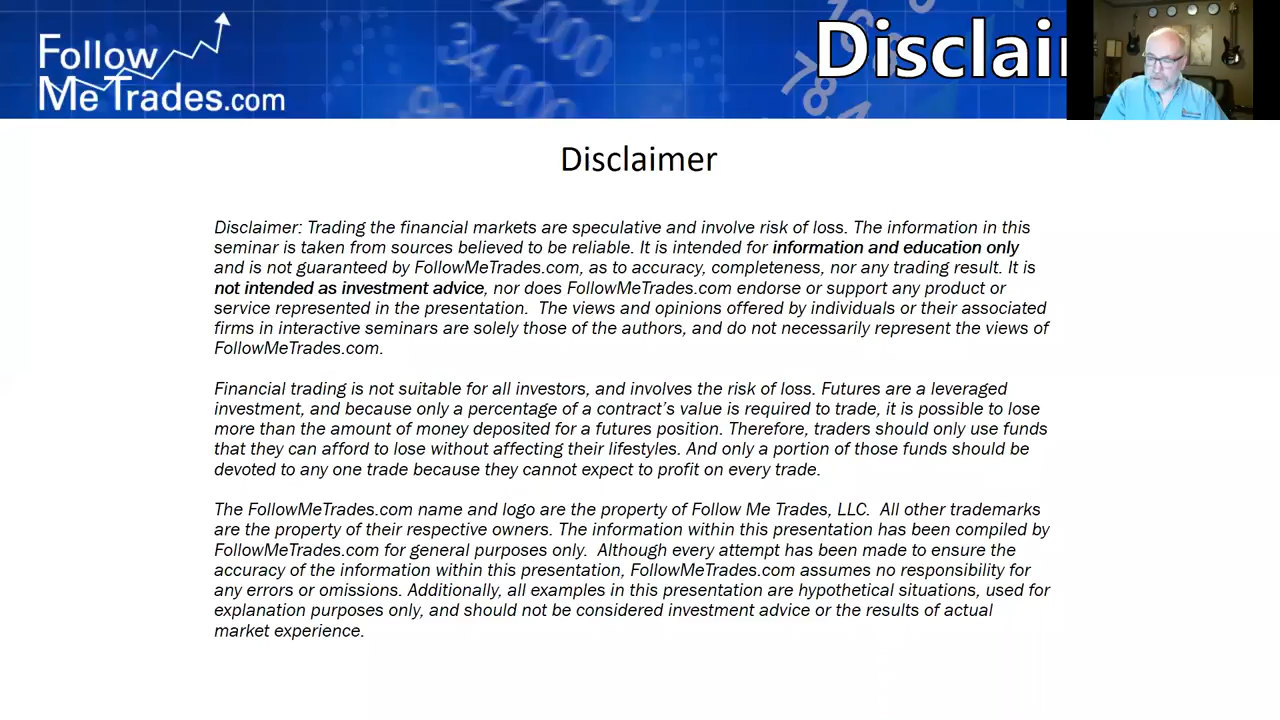 Follow
Me Trades.com
Disclai
Disclaimer
Disclaimer: Trading the financial markets are speculative and involve risk of loss. The information in this
seminar is taken from sources believed to be reliable. It is intended for information and education only
and is not guaranteed by FollowMeTrades.com, as to accuracy, completeness, nor any trading result. It is
not intended as investment advice, nor does FollowMeTrades.com endorse or support any product or
service represented in the presentation.  The views and opinions offered by individuals or their associated
firms in interactive seminars are solely those of the authors, and do not necessarily represent the views of
FollowMeTrades.com.
Financial trading is not suitable for all investors, and involves the risk of loss. Futures are a leveraged
investment, and because only a percentage of a contract's value is required to trade, it is possible to lose
more than the amount of money deposited for a futures position. Therefore, traders should only use funds
that they can afford to lose without affecting their lifestyles. And only a portion of those funds should be
devoted to any one trade because they cannot expect to profit on every trade.
The FollowMeTrades.com name and logo are the property of Follow Me Trades, LLC.  All other trademarks
are the property of their respective owners. The information within this presentation has been compiled by
FollowMeTrades.com for general purposes only.  Although every attempt has been made to ensure the
accuracy of the information within this presentation, FollowMeTrades.com assumes no responsibility for
any errors or omissions. Additionally, all examples in this presentation are hypothetical situations, used for
explanation purposes only, and should not be considered investment advice or the results of actual
market experience.